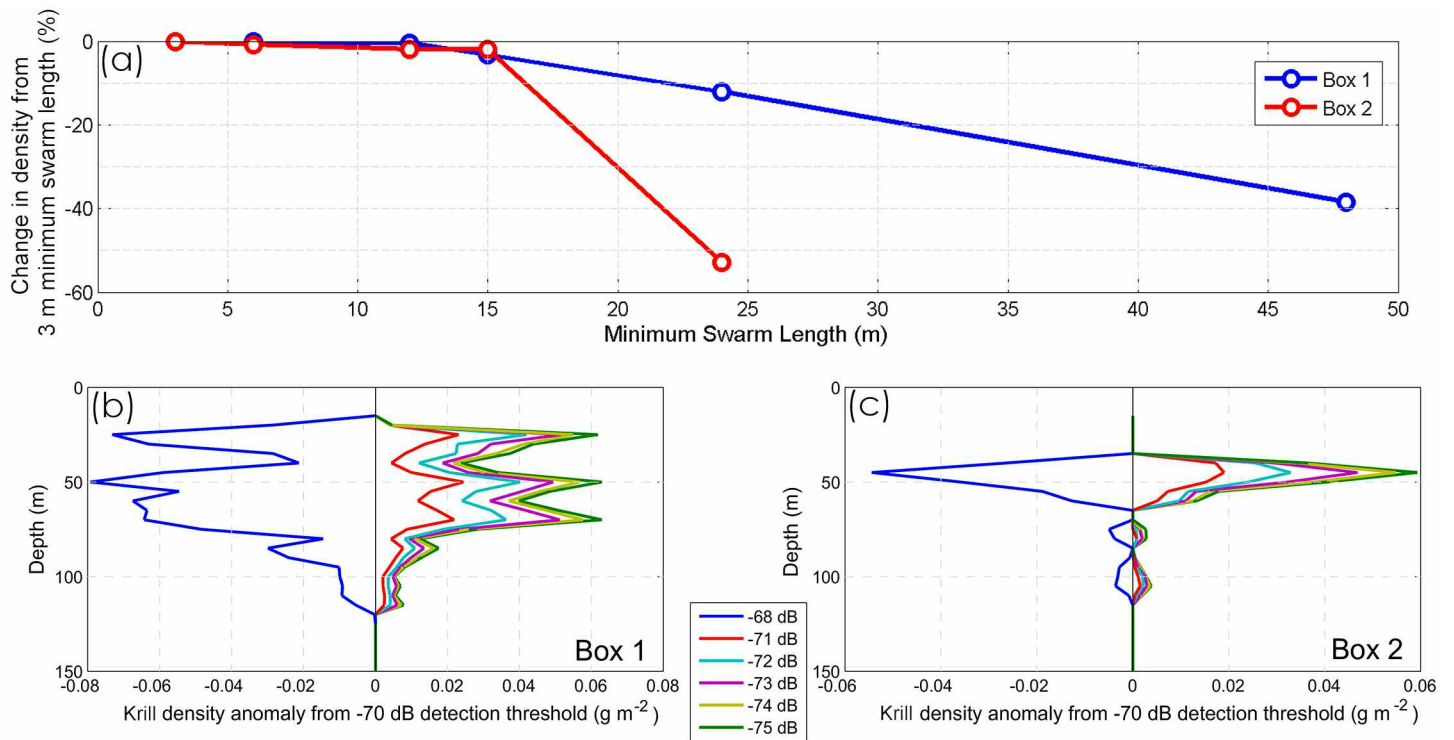 Change in density from
3 m minimum swarm length (%)
(a)
0
-20
-40
-60
0 5 10 15 20 25 30 35 40 45 50
Minimum Swarm Length (m)
Box 1
Box 2
(b)
Depth (m)
0
50
100
150
-0.08 -0.06 -0.04 -0.02 0 0.02 0.04 0.06 0.08
Krill density anomaly from -70 dB detection threshold (g m-2)
Box 1
-68 dB
-71 dB
-72 dB
-73 dB
-74 dB
-75 dB
(c)
Depth (m)
0
50
100
150
-0.06 -0.04 -0.02 0 0.02 0.04 0.06
Krill density anomaly from -70 dB detection threshold (g m-2)
Box 2